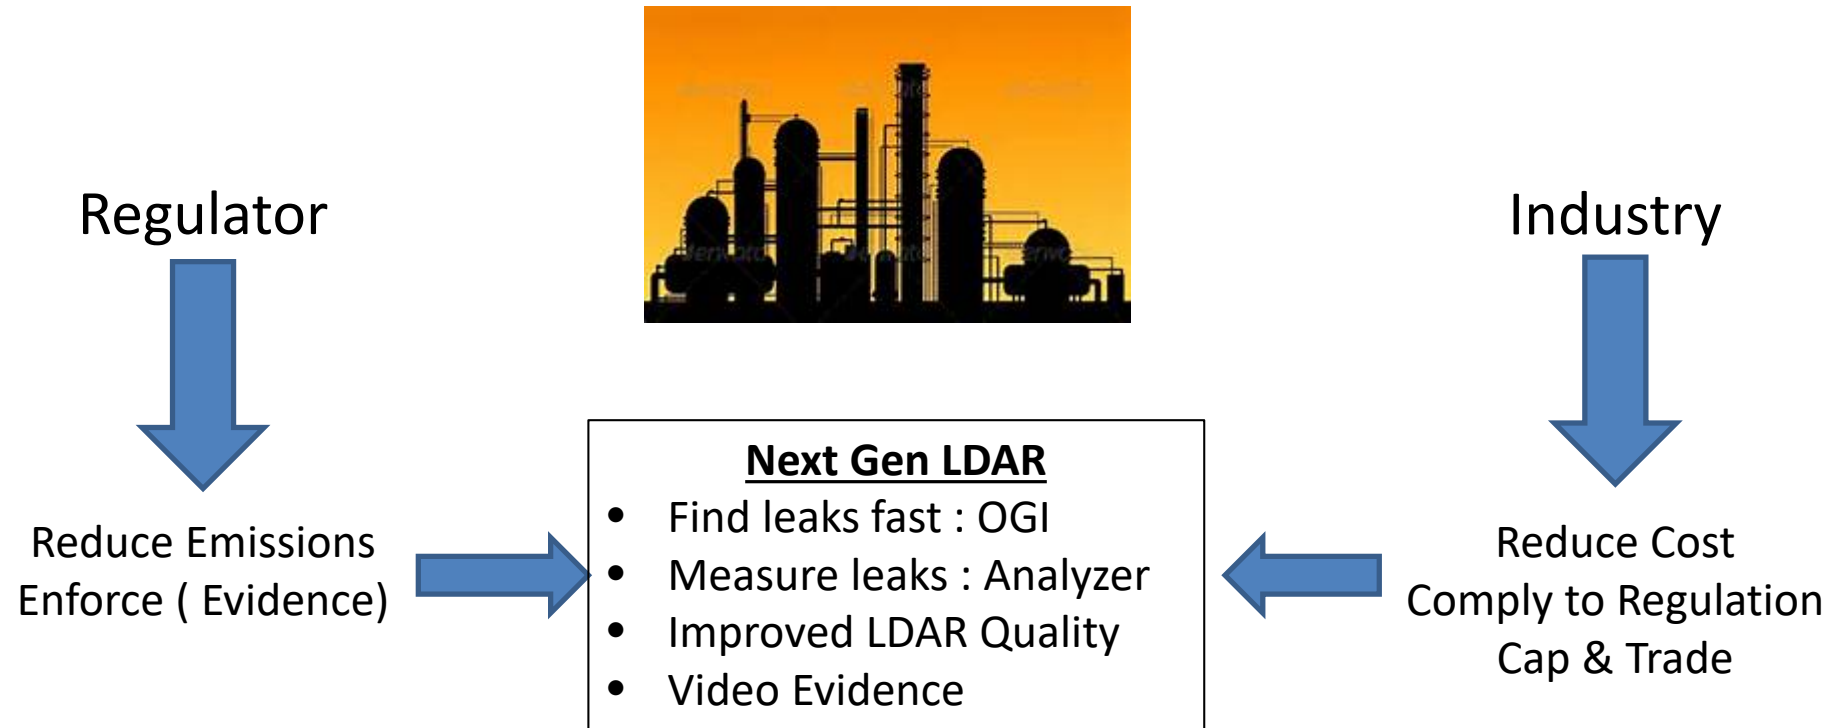 Regulator
Industry
Reduce Emissions
Enforce ( Evidence)
Next Gen LDAR
• Find leaks fast : OGI
• Measure leaks : Analyzer
• Improved LDAR Quality
• Video Evidence
Reduce Cost
Comply to Regulation
Cap & Trade